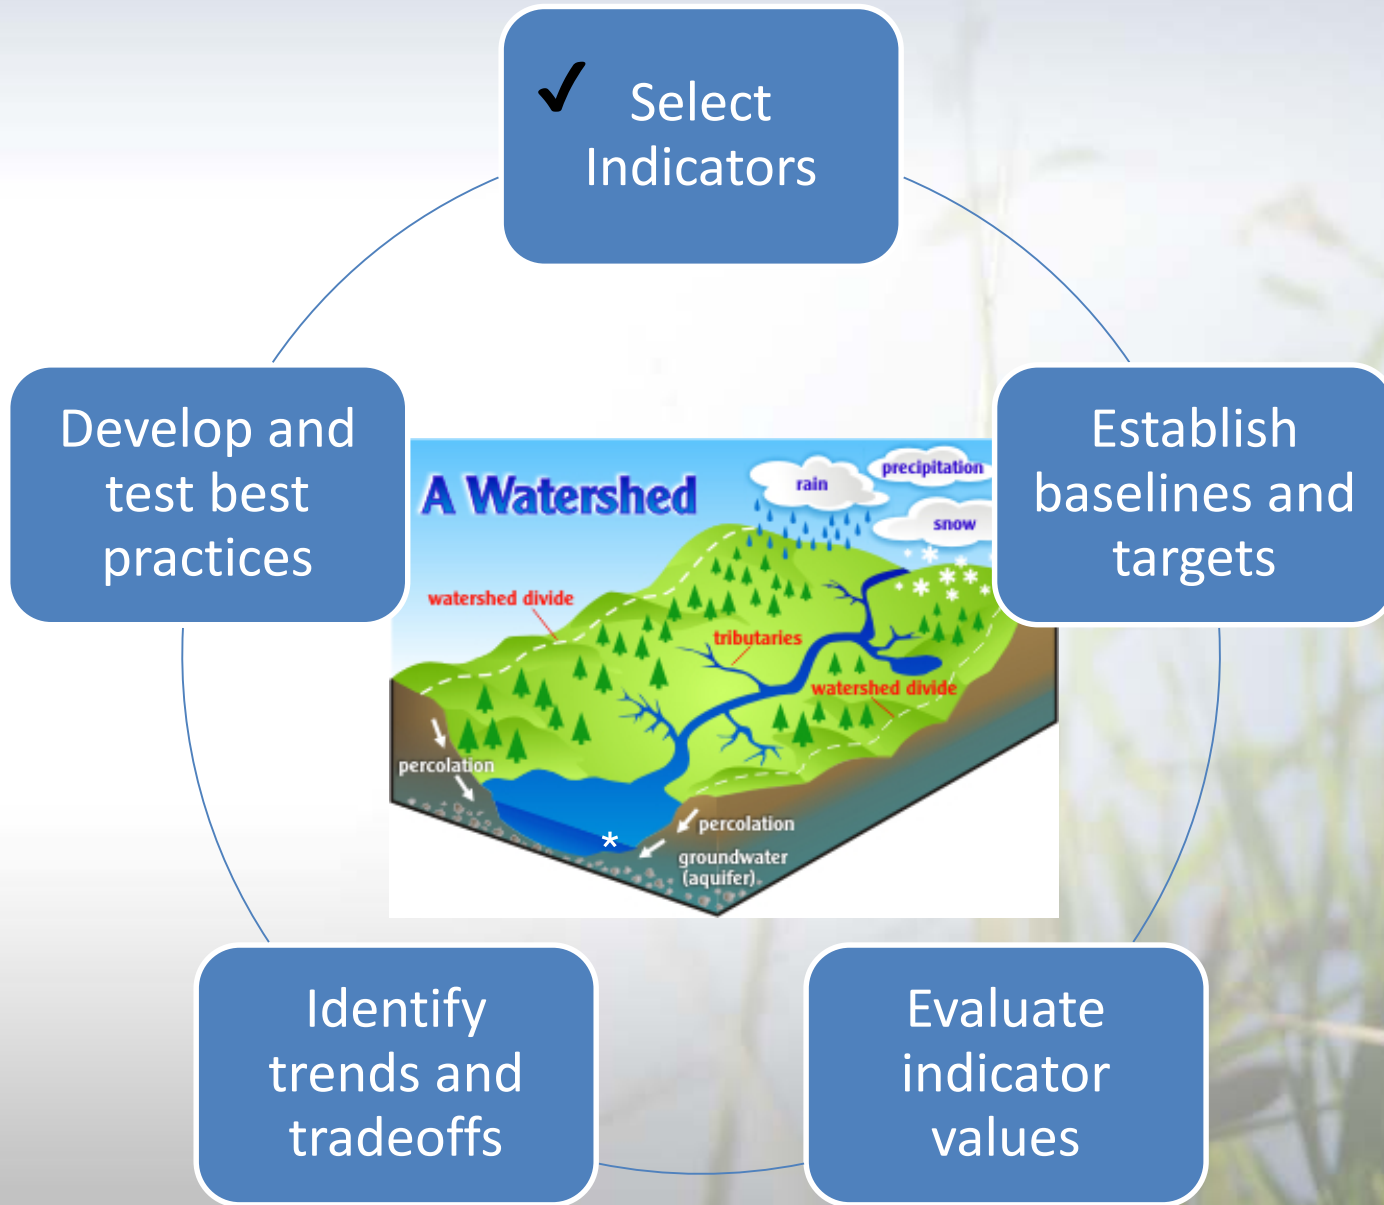 ✓ Select
Indicators
Develop and
test best
practices
Establish
baselines and
targets
A Watershed
rain
precipitation
snow
watershed divide
tributaries
watershed divide
percolation
percolation
*
groundwater
(aquifer)
Identify
trends and
tradeoffs
Evaluate
indicator
values